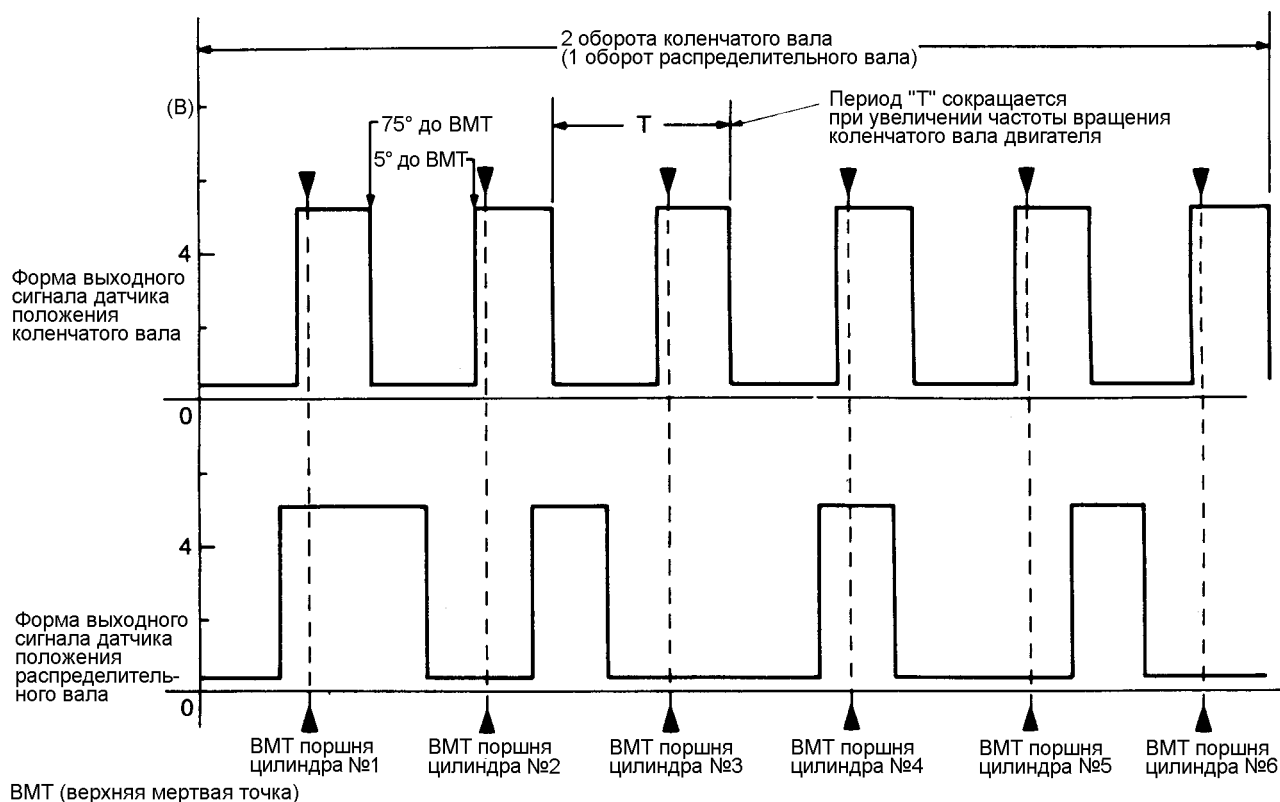 2 оборота коленчатого вала
(1 оборот распределительного вала)
(В)
75° до ВМТ
5° до ВМТ
T
Период "Т" сокращается
при увеличении частоты вращения
коленчатого вала двигателя
4
Форма выходного
сигнала датчика
положения
коленчатого вала
0
4
Форма выходного
сигнала датчика
положения
распределитель-
ного вала
0
ВМТ поршня
цилиндра №1
ВМТ поршня
цилиндра №2
ВМТ поршня
цилиндра №3
ВМТ поршня
цилиндра №4
ВМТ поршня
цилиндра №5
ВМТ поршня
цилиндра №6
ВМТ (верхняя мертвая точка)